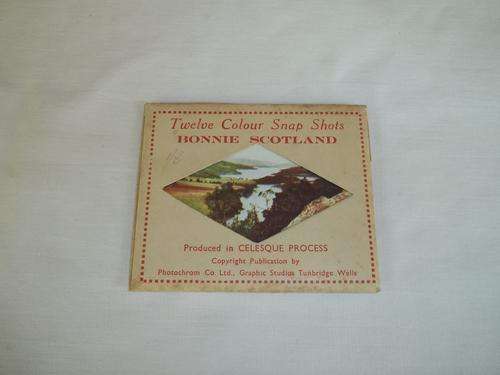 Twelve Colour Snap Shots
BONNIE SCOTLAND
Produced in CELESQUE PROCESS
Copyright Publication by
Photochrom Co Ltd., Graphic Studios Tunbridge Wells